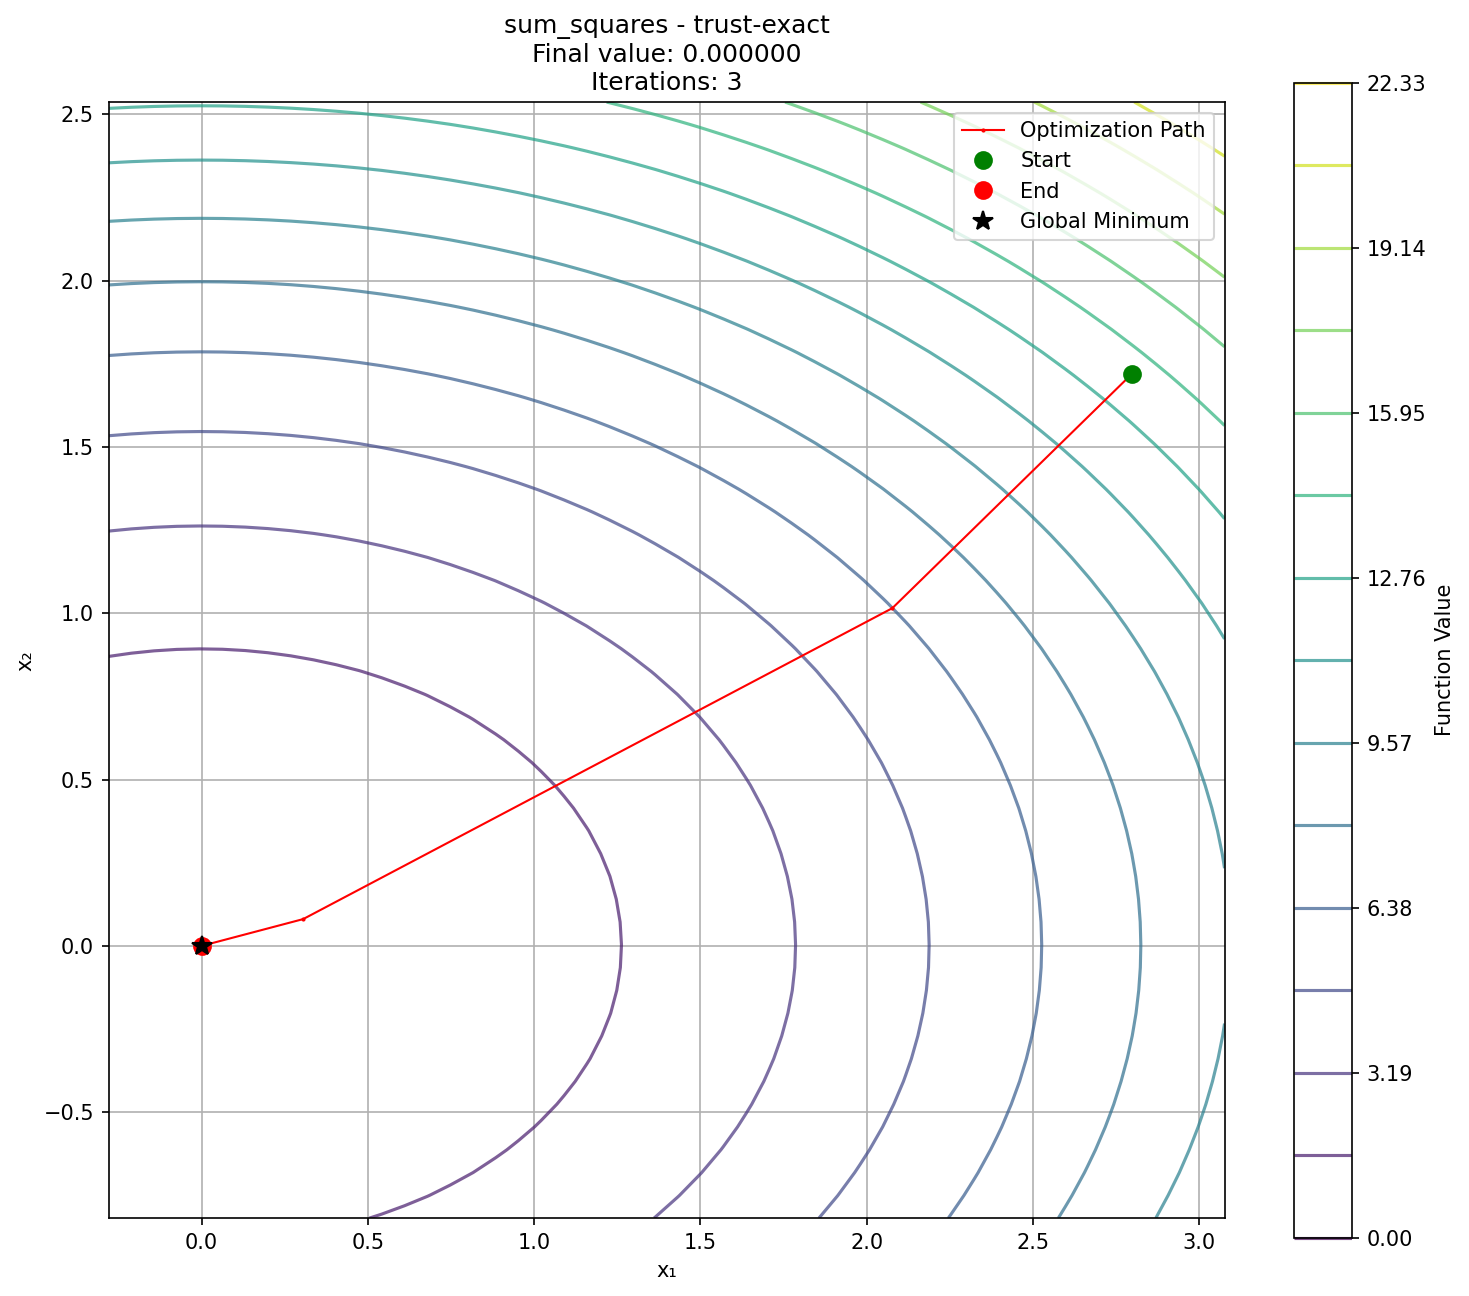 sum_squares - trust-exact
Final value: 0.000000
Iterations: 3
Optimization Path
Start
End
Global Minimum
2.5
2.0
1.5
1.0
0.5
0.0
−0.5
x₂
0.0
0.5
1.0
1.5
2.0
2.5
3.0
x₁
22.33
19.14
15.95
12.76
9.57
6.38
3.19
0.00
Function Value